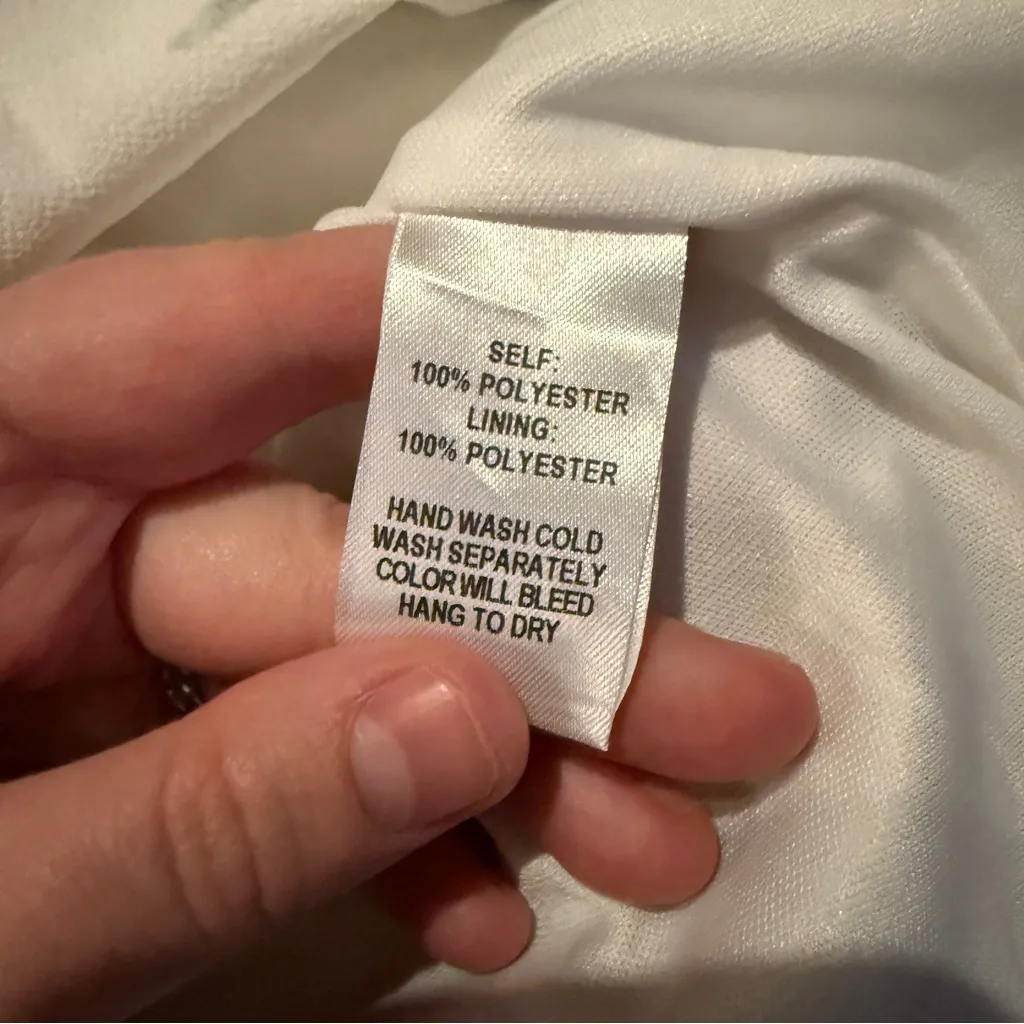 SELF:
100% POLYESTER
LINING:
100% POLYESTER
HAND WASH COLD
WASH SEPARATELY
COLOR WILL BLEED
HANG TO DRY